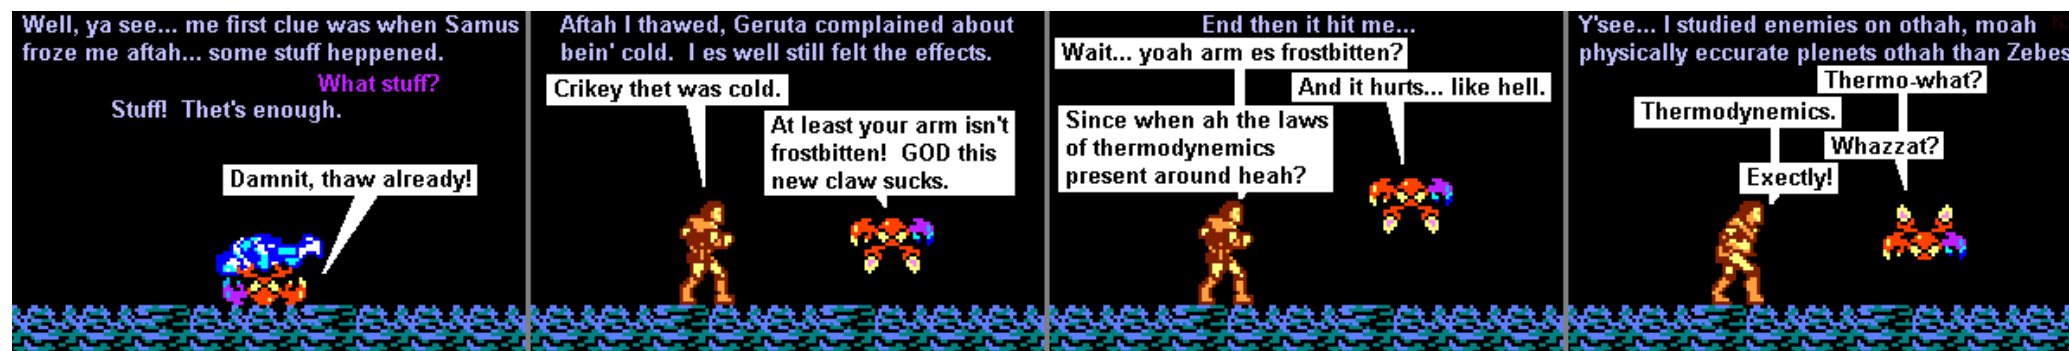 Well, ya see... me first clue was when Samus
froze me aftah... some stuff heppened.
What stuff?
Stuff!  Thet's enough.
Damnit, thaw already!
Aftah I thawed, Geruta complained about
bein' cold.  I es well still felt the effects.
Crikey thet was cold.
At least your arm isn't
frostbitten!  GOD this
new claw sucks.
End then it hit me...
Wait... yoah arm es frostbitten?
And it hurts... like hell.
Since when ah the laws
of thermodynemics
present around heah?
Y'see... I studied enemies on othah, moah
physically eccurate plenets othah than Zebes
Thermo-what?
Thermodynemics.
Whazzat?
Exectly!